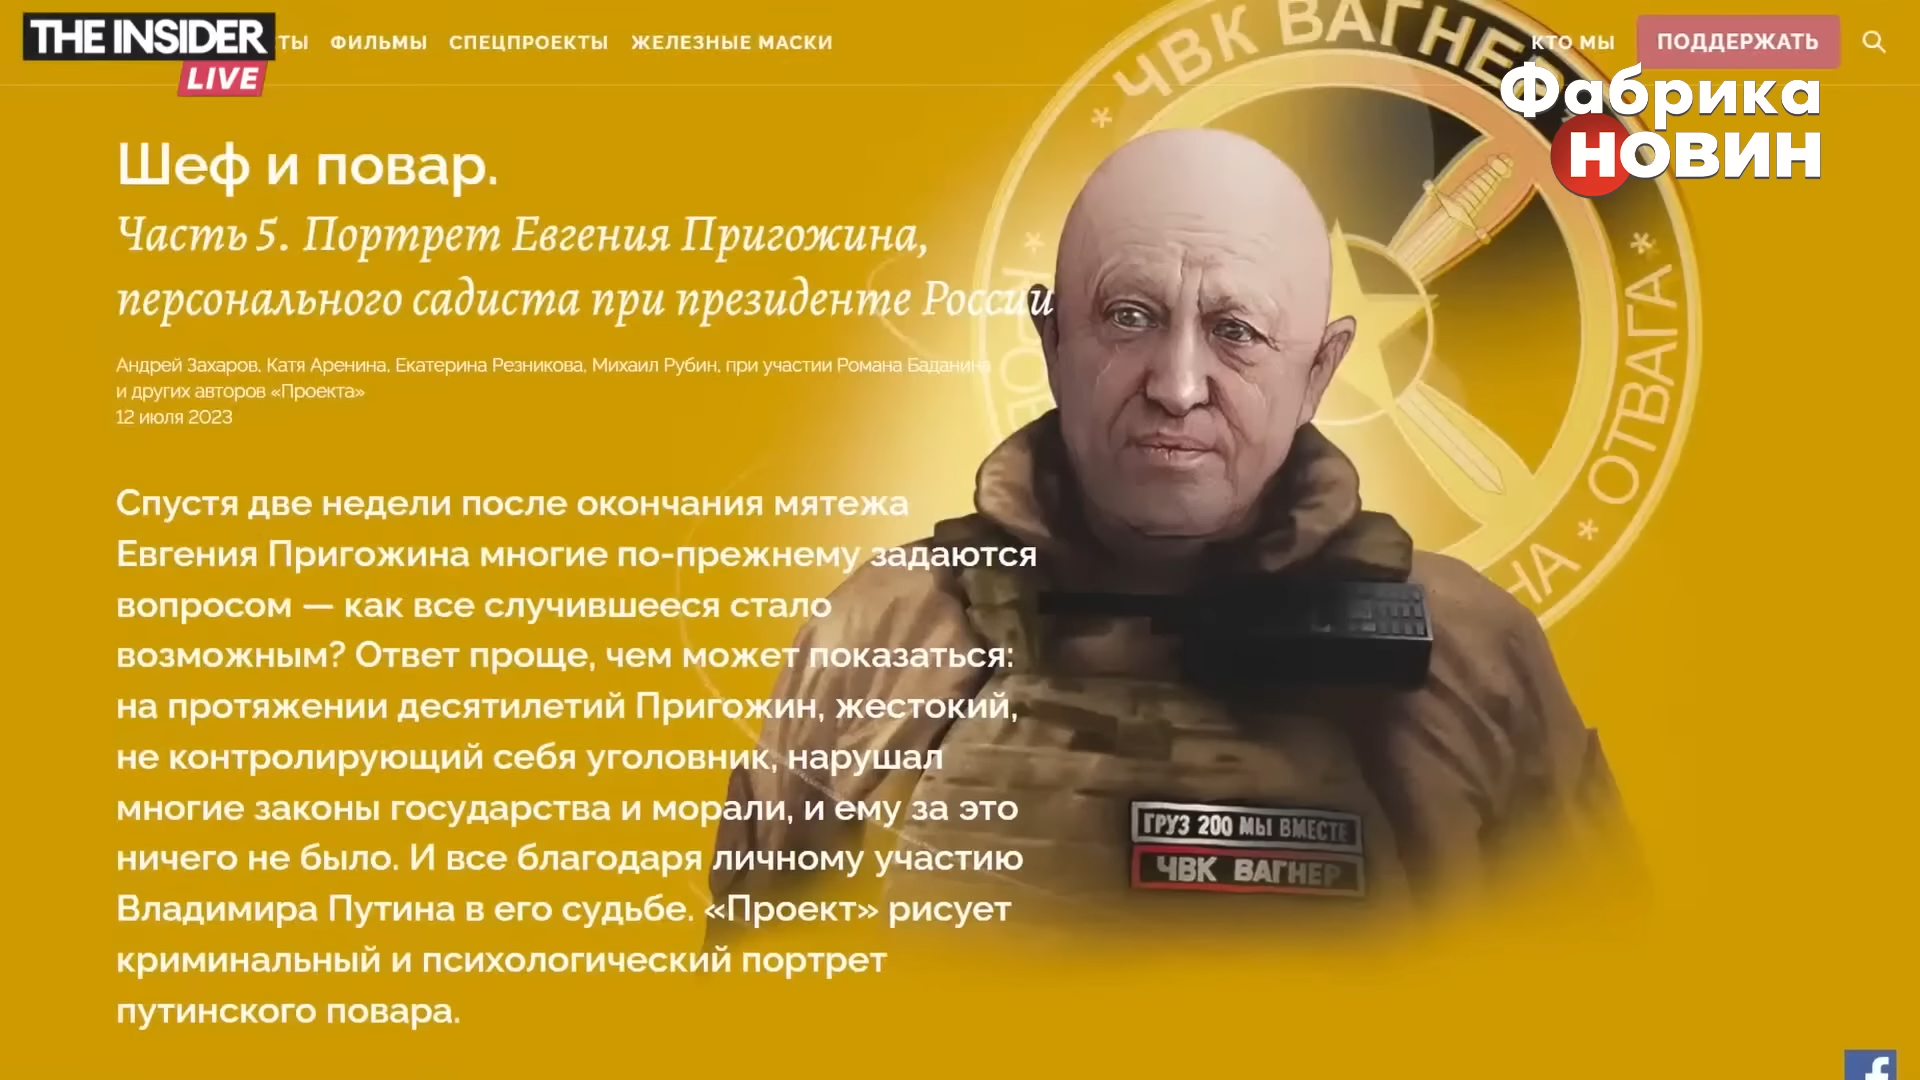 THE INSIDER
LIVE
ТЫ ФИЛЬМЫ СПЕЦПРОЕКТЫ ЖЕЛЕЗНЫЕ МАСКИ
КТО МЫ ПОДДЕРЖАТЬ
Фабрика
новин
ЧВК ВАГНЕР
ОТВАГА
Шеф и повар.
Часть 5. Портрет Евгения Пригожина,
персонального садиста при президенте России
Андрей Захаров, Катя Аренина, Екатерина Резникова, Михаил Рубин, при участии Романа Баданина
и других авторов «Проекта»
12 июля 2023
Спустя две недели после окончания мятежа
Евгения Пригожина многие по-прежнему задаются
вопросом — как все случившееся стало
возможным? Ответ проще, чем может показаться:
на протяжении десятилетий Пригожин, жестокий,
не контролирующий себя уголовник, нарушал
многие законы государства и морали, и ему за это
ничего не было. И все благодаря личному участию
Владимира Путина в его судьбе. «Проект» рисует
криминальный и психологический портрет
путинского повара.
ГРУЗ 200 МЫ ВМЕСТЕ
ЧВК ВАГНЕР